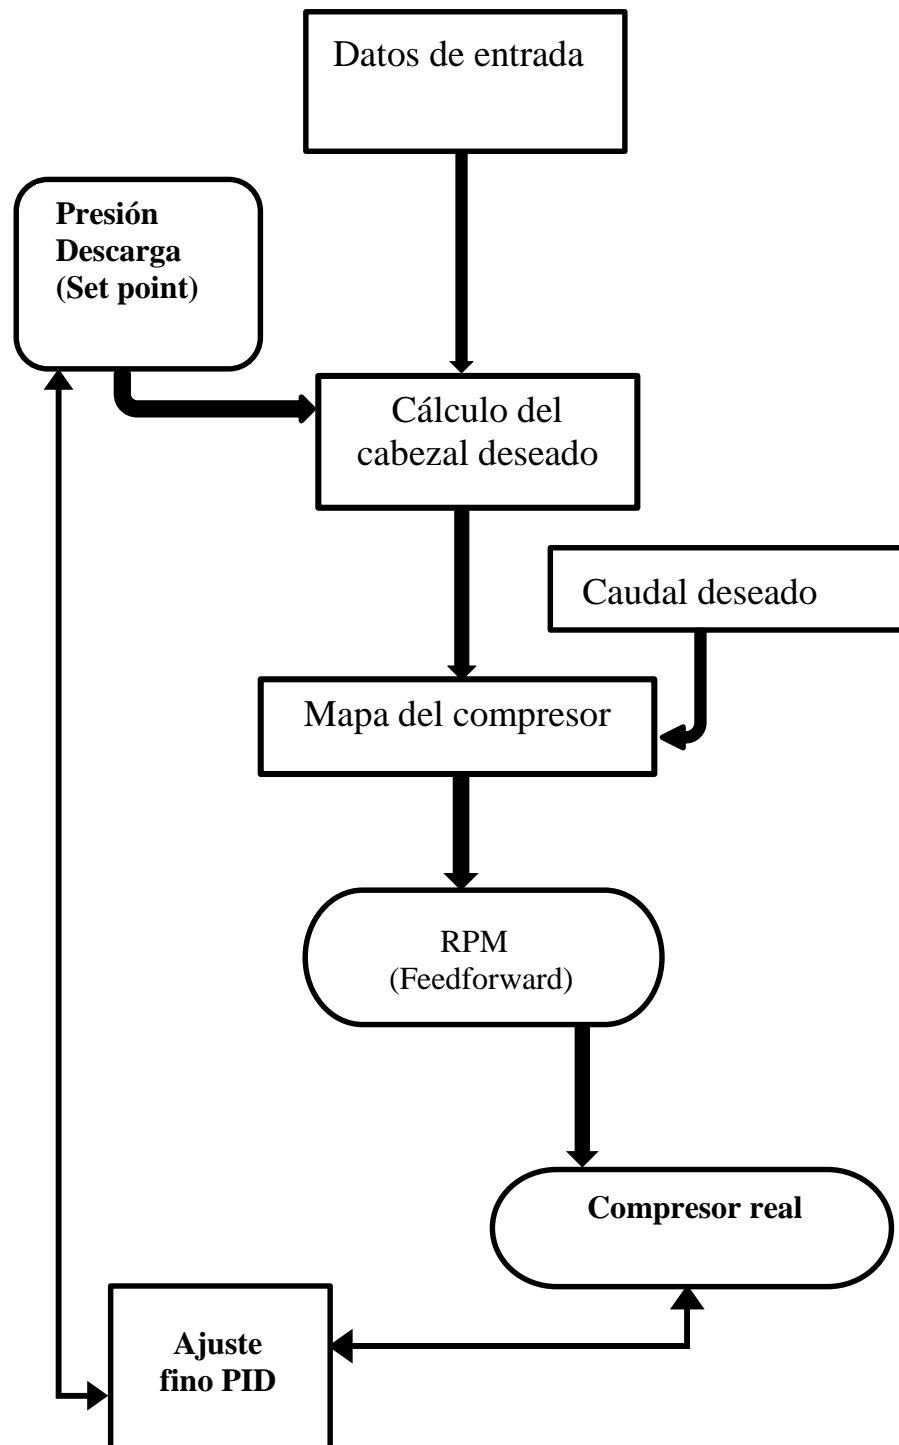 Datos de entrada
Presión
Descarga
(Set point)
Cálculo del
cabezal deseado
Caudal deseado
Mapa del compresor
RPM
(Feedforward)
Compresor real
Ajuste
fino PID